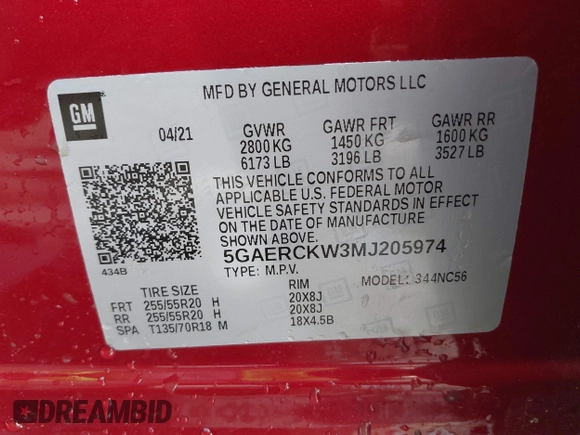 GM
MFD BY GENERAL MOTORS LLC
04/21 GVWR GAWR FRT GAWR RR
2800KG 1450 KG 1600 KG
6173 LB 3196 LB 3527 LB
THIS VEHICLE CONFORMS TO ALL
APPLICABLE U.S. FEDERAL MOTOR
VEHICLE SAFETY STANDARDS IN EFFECT
ON THE DATE OF MANUFACTURE
SHOWN ABOVE.
434B
5GAERCKW3MJ205974
TYPE: M.P.V. MODEL: 344NC56
TIRE SIZE RIM
FRT 255/55R20 H 20X8J
RR 255/55R20 H 20X8J
SPA T135/70R18 M 18X4.5B
DREAMBID